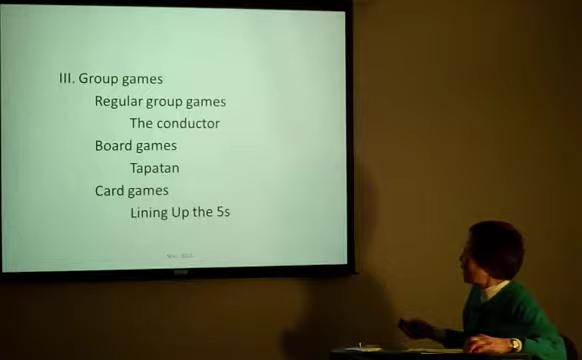 III. Group games
Regular group games
The conductor
Board games
Tapatan
Card games
Lining Up the 5s